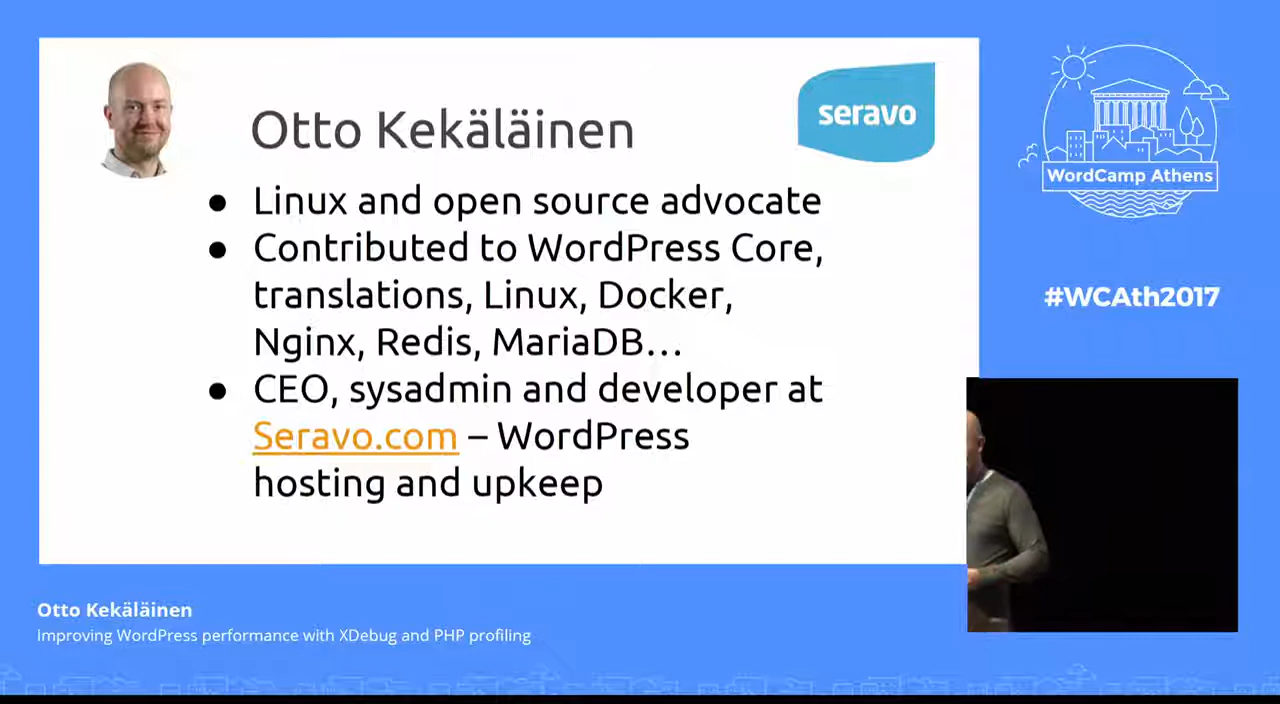 Otto Kekäläinen
seravo
● Linux and open source advocate
● Contributed to WordPress Core,
translations, Linux, Docker,
Nginx, Redis, MariaDB…
● CEO, sysadmin and developer at
Seravo.com – WordPress
hosting and upkeep
WordCamp Athens
#WCAth2017
Otto Kekäläinen
Improving WordPress performance with XDebug and PHP profiling